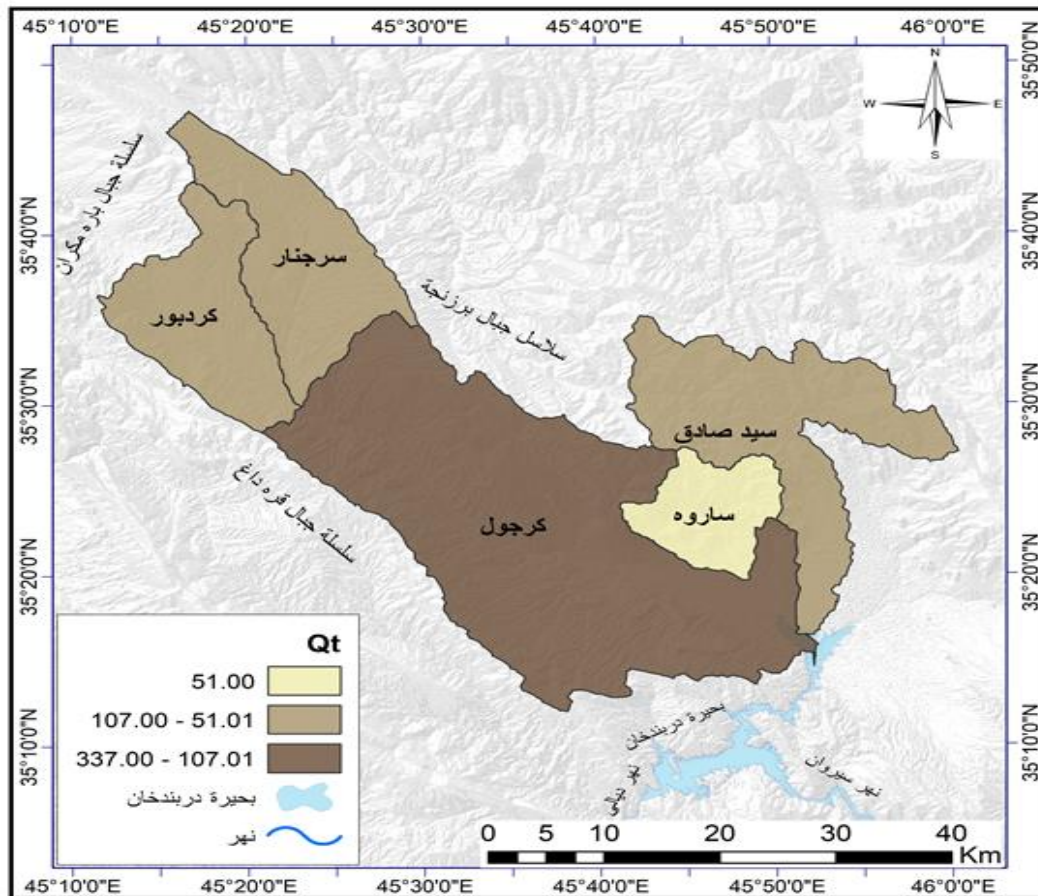 45°10'0"E 45°20'0"E 45°30'0"E 45°40'0"E 45°50'0"E 46°0'0"E
35°50'0"N
N
W E
S
سلسلة جبال باره مگران
35°40'0"N 35°40'0"N
سرجنار
كردبور
سلاسل جبال برزنجة
35°30'0"N 35°30'0"N
سيد صادق
ساروه
كرجول
سلسلة جبال قره داغ
35°20'0"N 35°20'0"N
Qt
51.00
107.00 - 51.01
337.00 - 107.01
بحيرة دربندخان
نهر
بحيرة دربندخان
نهر سيروان
35°10'0"N 35°10'0"N
0 5 10 20 30 40
Km
45°10'0"E 45°20'0"E 45°30'0"E 45°40'0"E 45°50'0"E 46°0'0"E